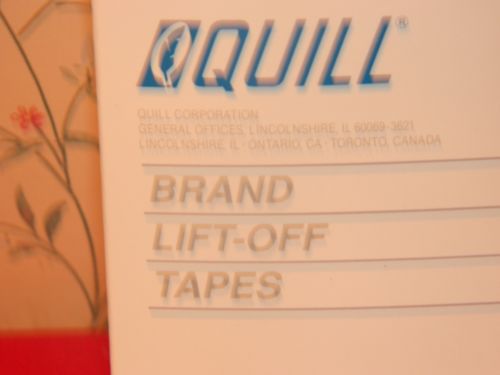 QUILL®
QUILL CORPORATION
GENERAL OFFICES, LINCOLNSHIRE, IL 60069-3621
LINCOLNSHIRE, IL · ONTARIO, CA · TORONTO, CANADA
BRAND
LIFT-OFF
TAPES